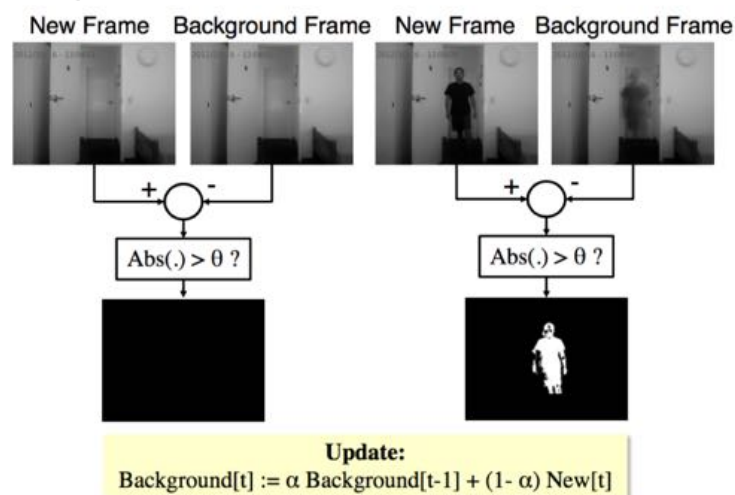 New Frame Background Frame New Frame Background Frame
+ - + -
Abs(.) > θ ? Abs(.) > θ ?
Update:
Background[t] := α Background[t-1] + (1- α) New[t]